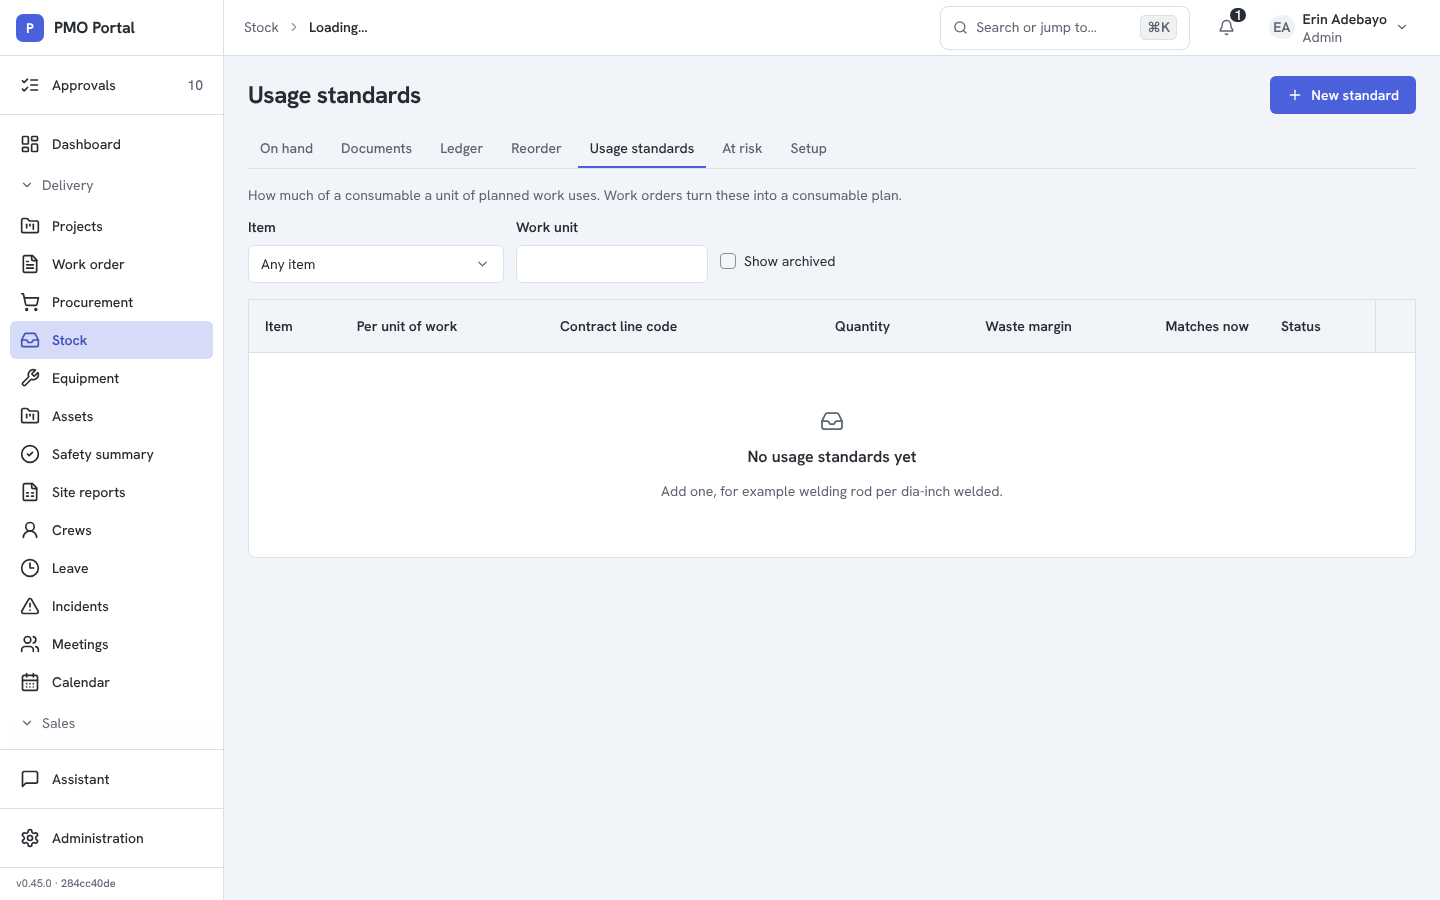 P PMO Portal
Stock > Loading...
Search or jump to... ⌘K
1
EA Erin Adebayo
Admin
Approvals 10
Dashboard
Delivery
Projects
Work order
Procurement
Stock
Equipment
Assets
Safety summary
Site reports
Crews
Leave
Incidents
Meetings
Calendar
Sales
Assistant
Administration
v0.45.0 · 284cc40de
Usage standards
+ New standard
On hand Documents Ledger Reorder Usage standards At risk Setup
How much of a consumable a unit of planned work uses. Work orders turn these into a consumable plan.
Item Work unit
Any item Show archived
Item Per unit of work Contract line code Quantity Waste margin Matches now Status
No usage standards yet
Add one, for example welding rod per dia-inch welded.